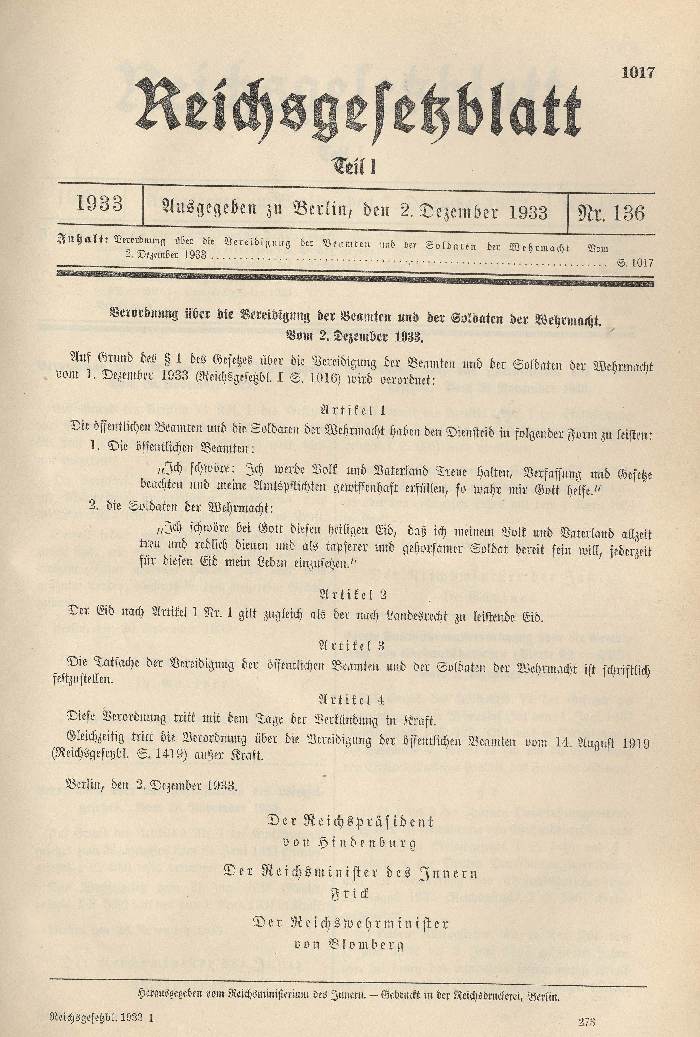 1017
Reichsgesetzblatt
Teil I
1933
Ausgegeben zu Berlin, den 2. Dezember 1933
Nr. 136
Inhalt: Verordnung über die Vereidigung der Beamten und der Soldaten der Wehrmacht. Vom
2. Dezember 1933 ........ S. 1017
Verordnung über die Vereidigung der Beamten und der Soldaten der Wehrmacht.
Vom 2. Dezember 1933.
Auf Grund des § 1 des Gesetzes über die Vereidigung der Beamten und der Soldaten der Wehrmacht
vom 1. Dezember 1933 (Reichsgesetzbl. I S. 1016) wird verordnet:
Artikel 1
Die öffentlichen Beamten und die Soldaten der Wehrmacht haben den Diensteid in folgender Form zu leisten:
1. Die öffentlichen Beamten:
„Ich schwöre: Ich werde Volk und Vaterland Treue halten, Verfassung und Gesetze
beachten und meine Amtspflichten gewissenhaft erfüllen, so wahr mir Gott helfe.“
2. die Soldaten der Wehrmacht:
„Ich schwöre bei Gott diesen heiligen Eid, daß ich meinem Volk und Vaterland allzeit
treu und redlich dienen und als tapferer und gehorsamer Soldat bereit sein will, jederzeit
für diesen Eid mein Leben einzusetzen.“
Artikel 2
Der Eid nach Artikel 1 Nr. 1 gilt zugleich als der nach Landesrecht zu leistende Eid.
Artikel 3
Die Tatsache der Vereidigung der öffentlichen Beamten und der Soldaten der Wehrmacht ist schriftlich
festzustellen.
Artikel 4
Diese Verordnung tritt mit dem Tage der Verkündung in Kraft.
Gleichzeitig tritt die Verordnung über die Vereidigung der öffentlichen Beamten vom 14. August 1919
(Reichsgesetzbl. S. 1419) außer Kraft.
Berlin, den 2. Dezember 1933.
Der Reichspräsident
von Hindenburg
Der Reichsminister des Innern
Frick
Der Reichswehrminister
von Blomberg
Herausgegeben vom Reichsministerium des Innern. — Gedruckt in der Reichsdruckerei, Berlin.
Reichsgesetzbl. 1933 I
273